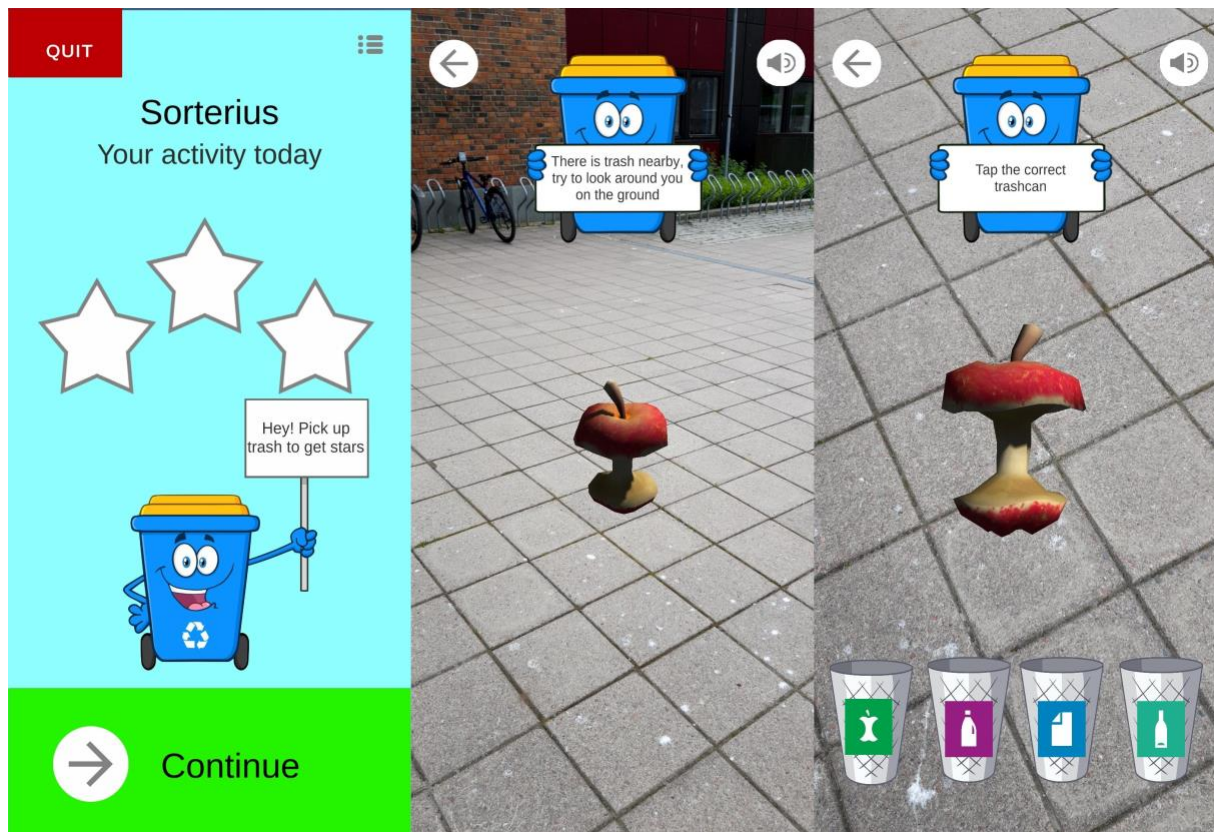 QUIT
Sorterius
Your activity today
Hey! Pick up
trash to get stars
Continue
There is trash nearby,
try to look around you
on the ground
Tap the correct
trashcan